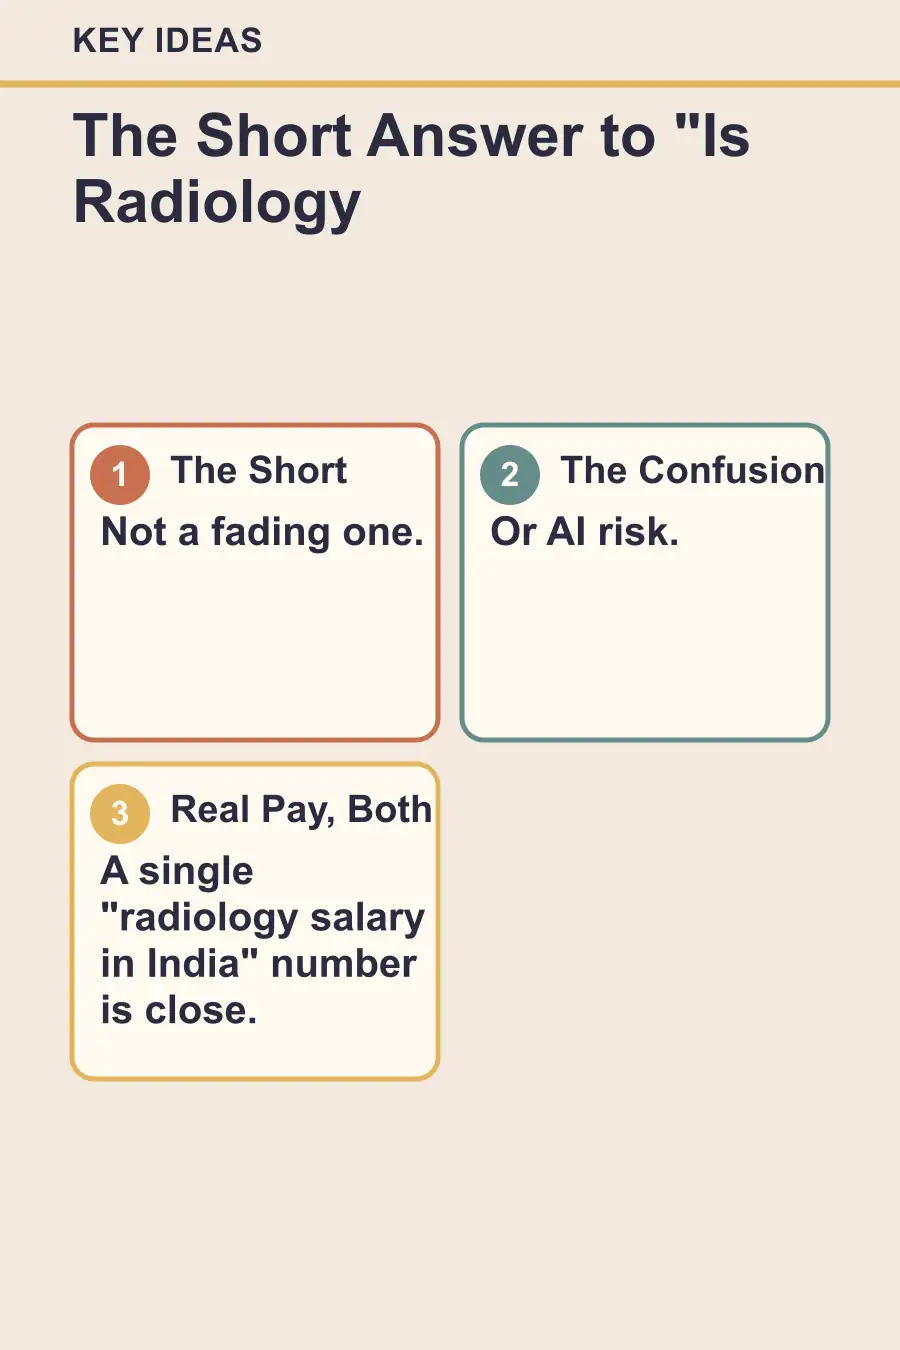 KEY IDEAS
The Short Answer to "Is
Radiology
1 The Short
Not a fading one.
2 The Confusion
Or AI risk.
3 Real Pay, Both
A single
"radiology salary
in India" number
is close.